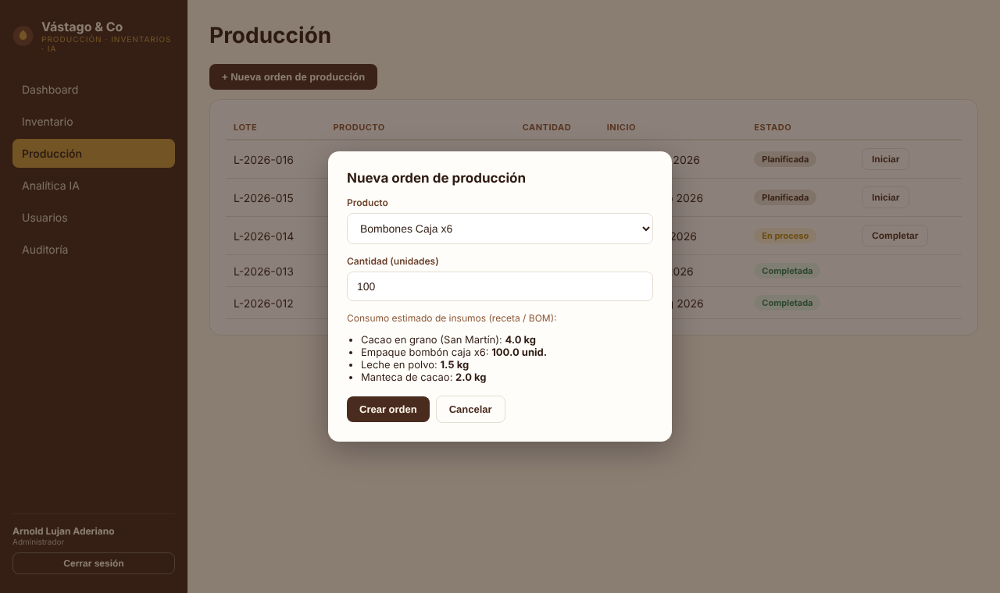 Vástago & Co
PRODUCCIÓN · INVENTARIOS
· IA
Dashboard
Inventario
Producción
Analítica IA
Usuarios
Auditoría
Arnold Lujan Aderiano
Administrador
Cerrar sesión
Producción
+ Nueva orden de producción
LOTE PRODUCTO CANTIDAD INICIO ESTADO
L-2026-016 2026 Planificada Iniciar
L-2026-015 2026 Planificada Iniciar
L-2026-014 2026 En proceso Completar
L-2026-013 Completada
L-2026-012 2026 Completada
Nueva orden de producción
Producto
Bombones Caja x6
Cantidad (unidades)
100
Consumo estimado de insumos (receta / BOM):
• Cacao en grano (San Martín): 4.0 kg
• Empaque bombón caja x6: 100.0 unid.
• Leche en polvo: 1.5 kg
• Manteca de cacao: 2.0 kg
Crear orden Cancelar